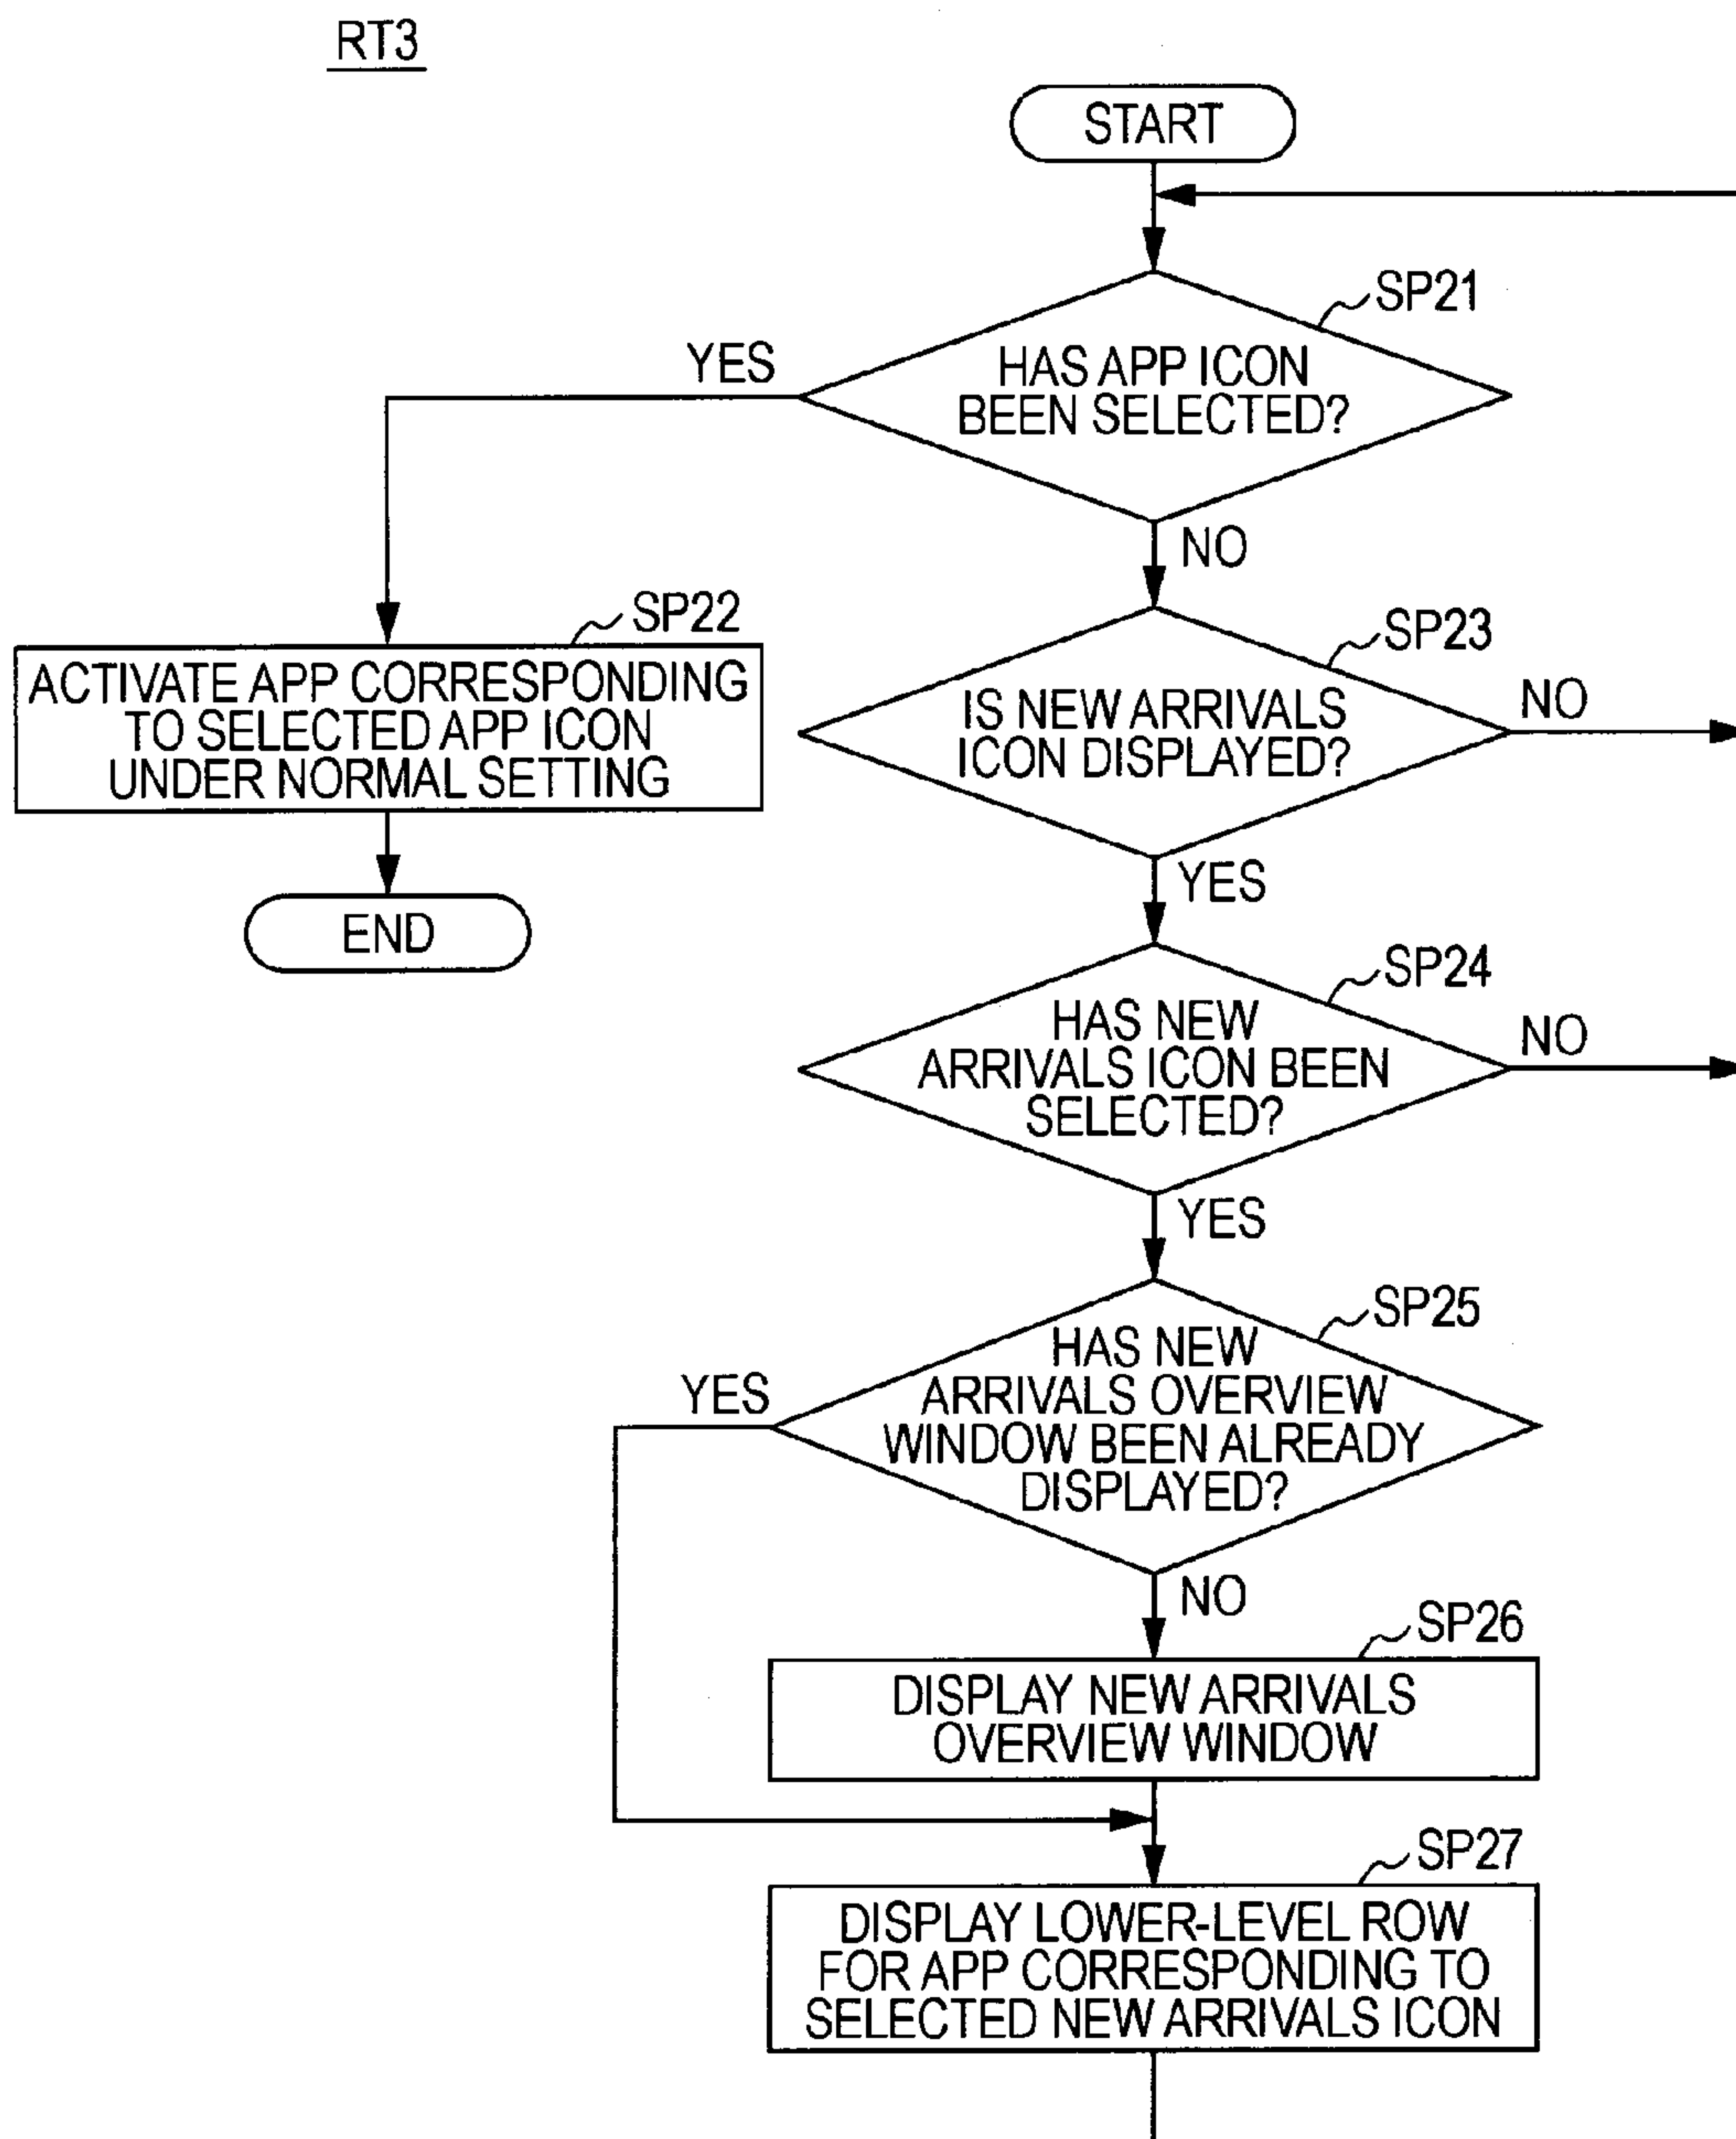 RT3
START
SP21
YES
HAS APP ICON
BEEN SELECTED?
NO
SP22
ACTIVATE APP CORRESPONDING
TO SELECTED APP ICON
UNDER NORMAL SETTING
END
SP23
IS NEW ARRIVALS
ICON DISPLAYED?
NO
YES
SP24
HAS NEW
ARRIVALS ICON BEEN
SELECTED?
NO
YES
SP25
HAS NEW
ARRIVALS OVERVIEW
WINDOW BEEN ALREADY
DISPLAYED?
YES
NO
SP26
DISPLAY NEW ARRIVALS
OVERVIEW WINDOW
SP27
DISPLAY LOWER-LEVEL ROW
FOR APP CORRESPONDING TO
SELECTED NEW ARRIVALS ICON